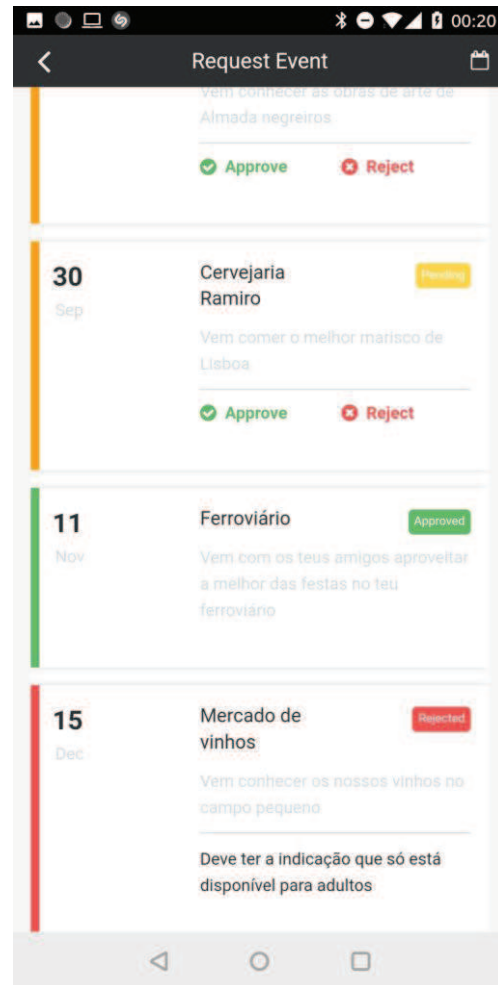 00:20
Request Event
Vem conhecer as obras de arte de
Almada negreiros
Approve Reject
30
Sep
Cervejaria
Ramiro
Pending
Vem comer o melhor marisco de
Lisboa
Approve Reject
11
Nov
Ferroviário
Approved
Vem com os teus amigos aproveitar
a melhor das festas no teu
ferroviário
15
Dec
Mercado de
vinhos
Rejected
Vem conhecer os nossos vinhos no
campo pequeno
Deve ter a indicação que só está
disponível para adultos